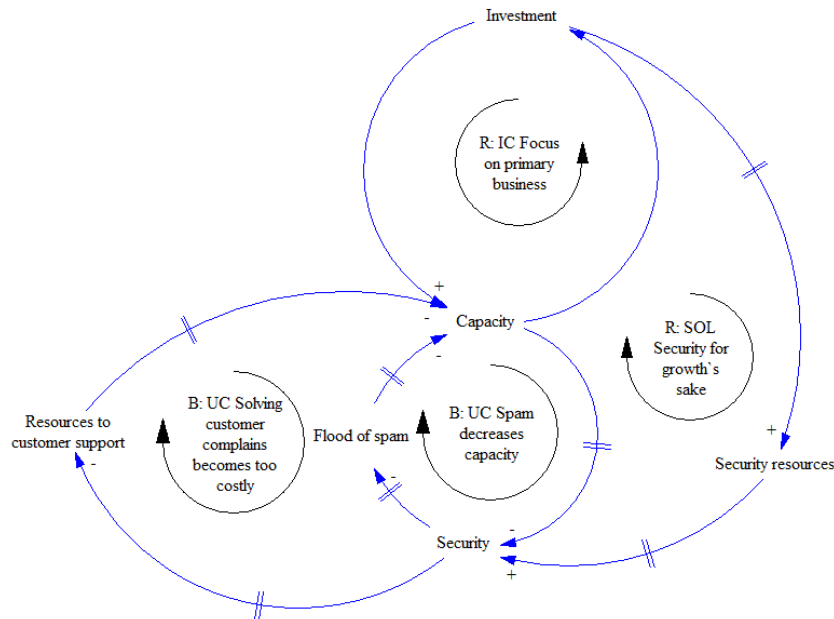 Investment
R: IC Focus
on primary
business
+
-
Capacity
-
R: SOL
Security for
growth`s
sake
Resources to
customer support
-
B: UC Solving
customer
complains
becomes too
costly
Flood of spam
-
B: UC Spam
decreases
capacity
+
Security resources
-
Security
+